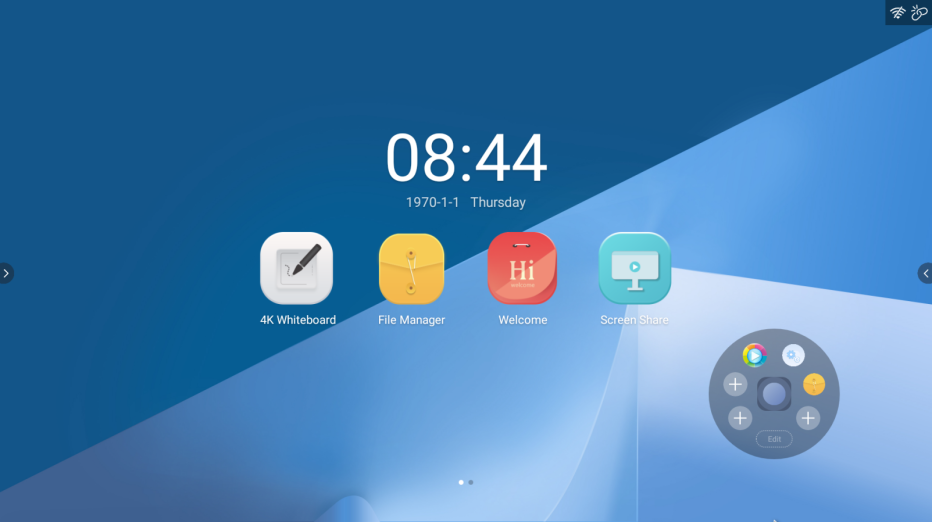 08:44
1970-1-1 Thursday
Hi
welcome
4K Whiteboard
File Manager
Welcome
Screen Share
Edit